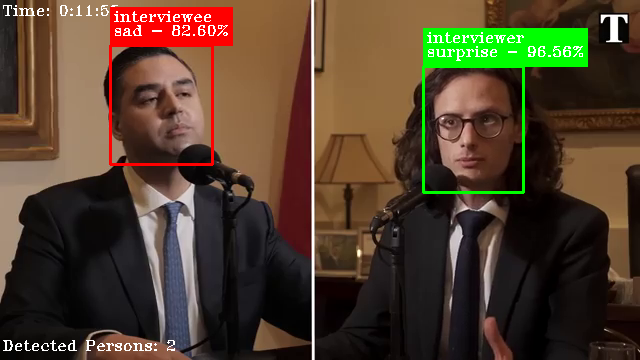 Time: 0:11:5
interviewee
sad - 82.60%
interviewer
surprise - 96.56%
T
Detected Persons: 2